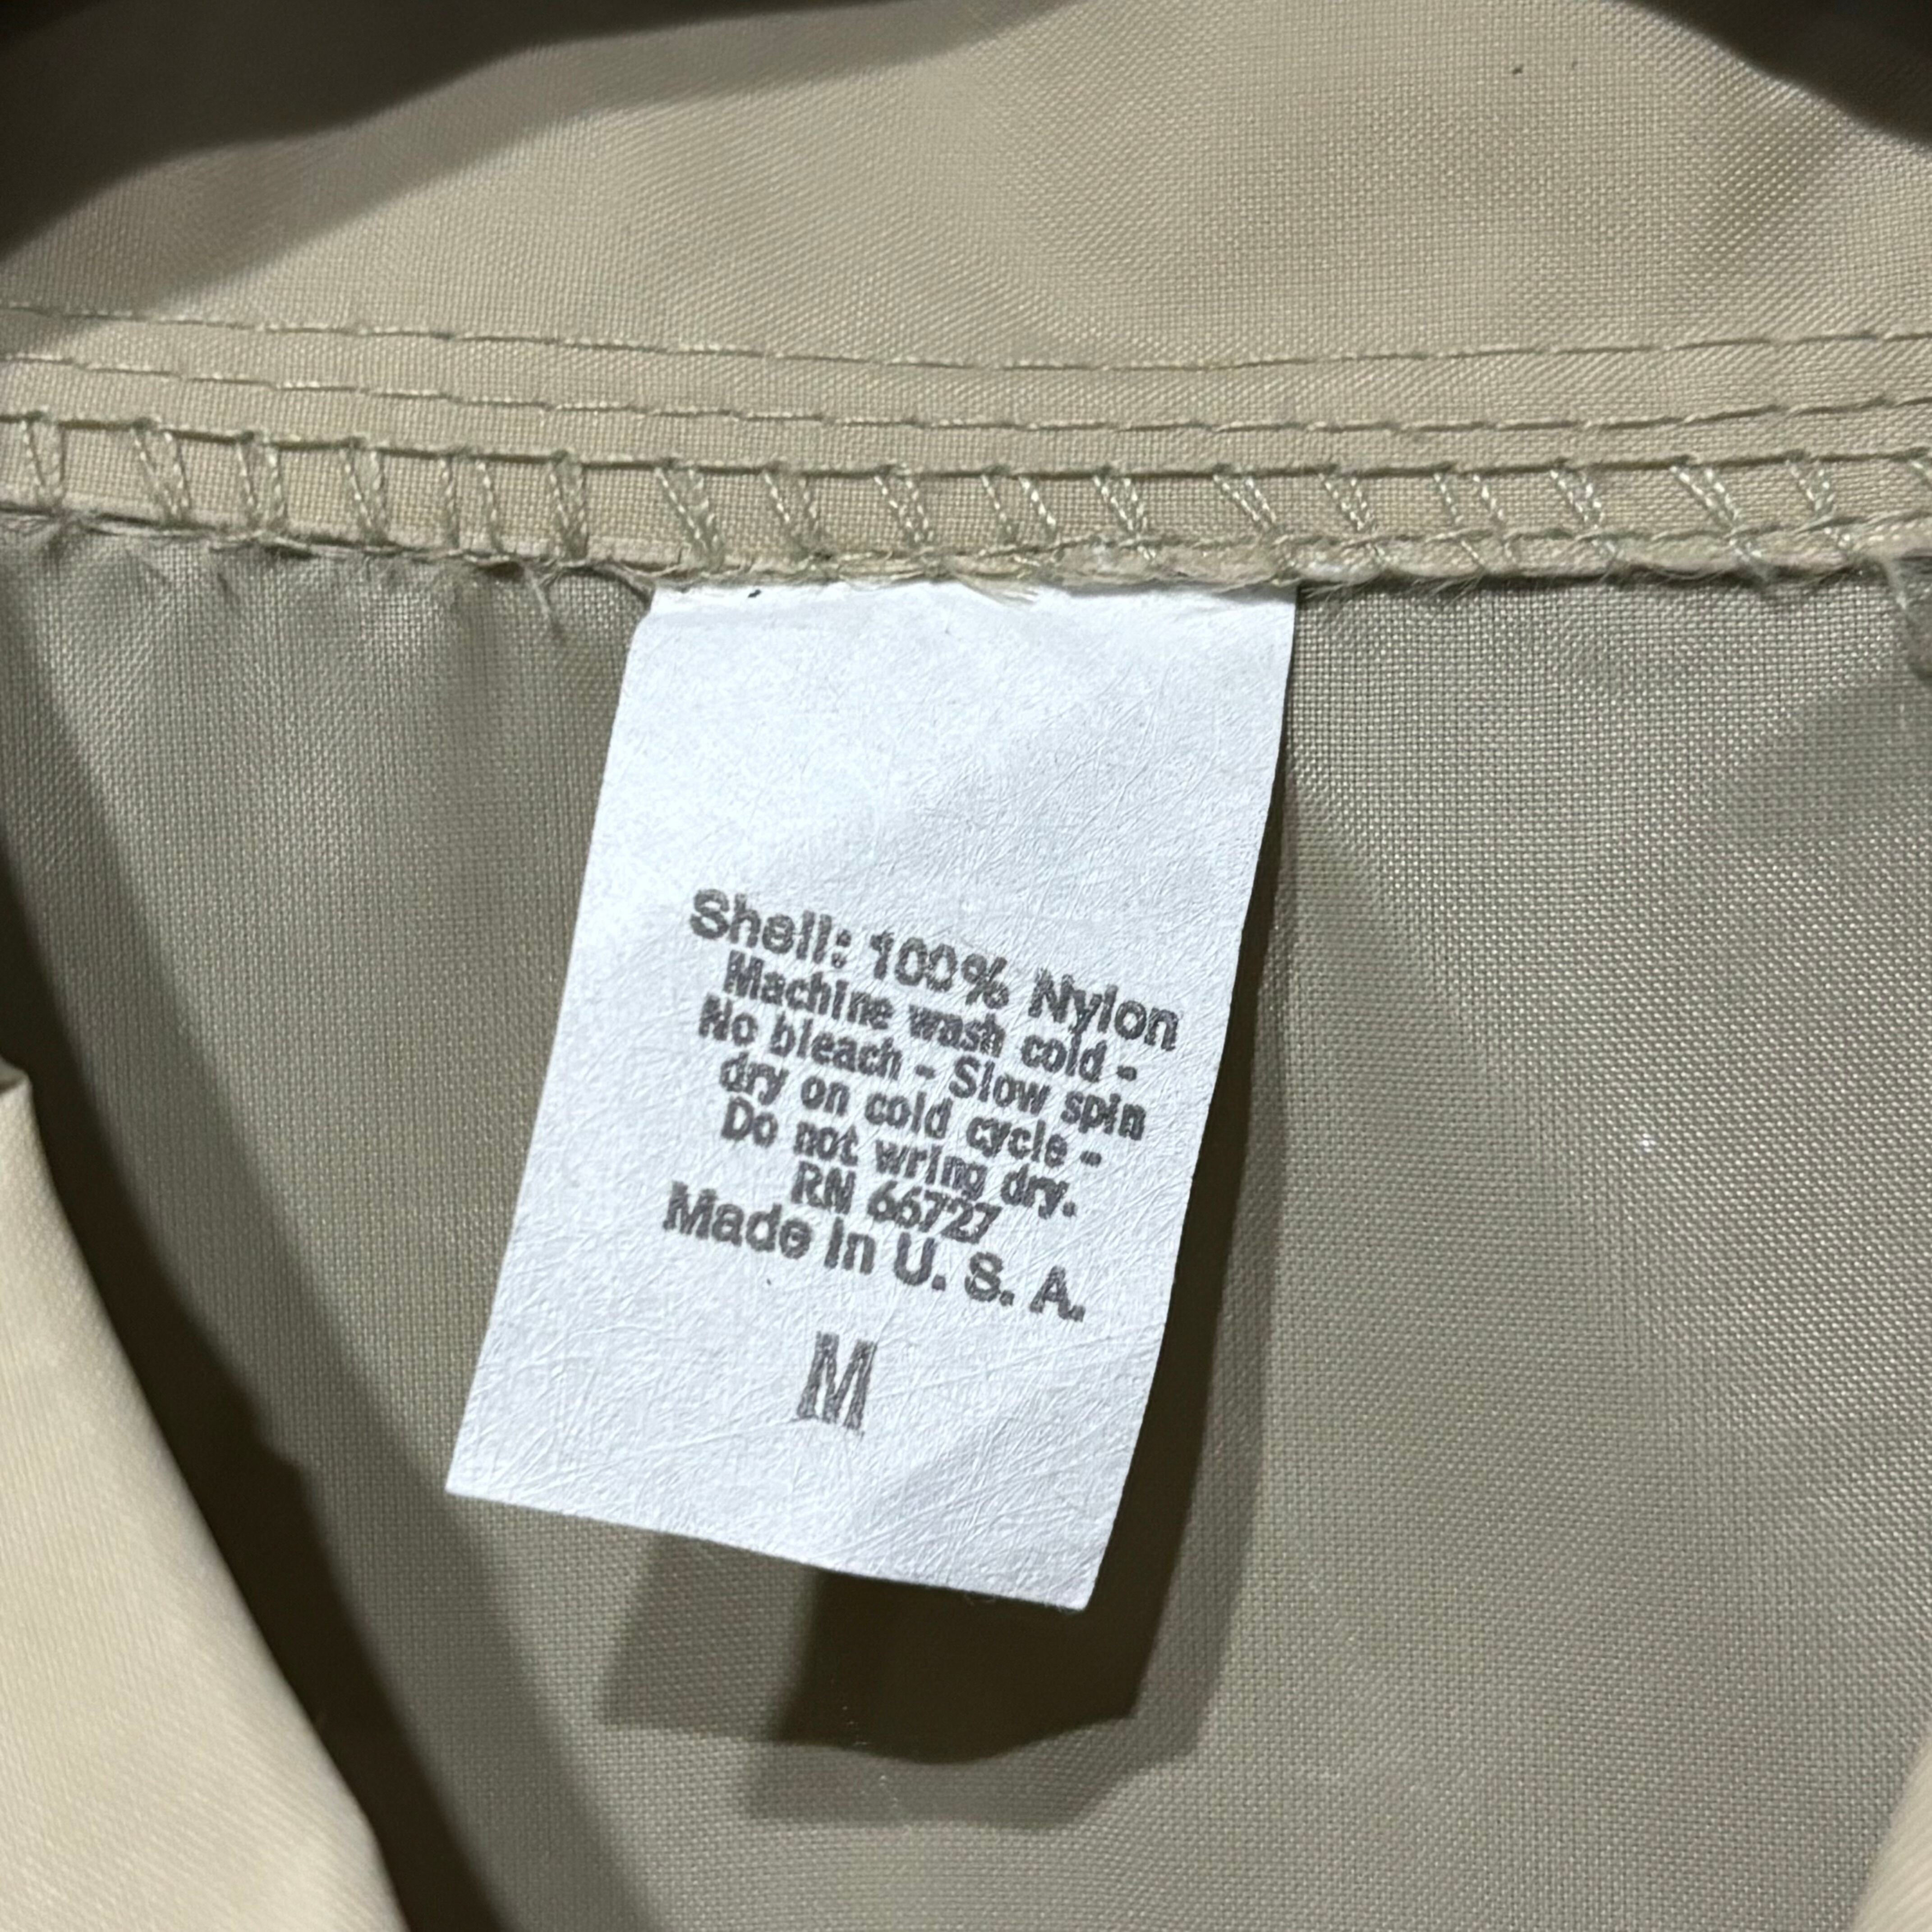 Shell: 100% Nylon
Machine wash cold -
No bleach - Slow spin
dry on cold cycle -
Do not wring dry.
RN 66727
Made in U. S. A.
M